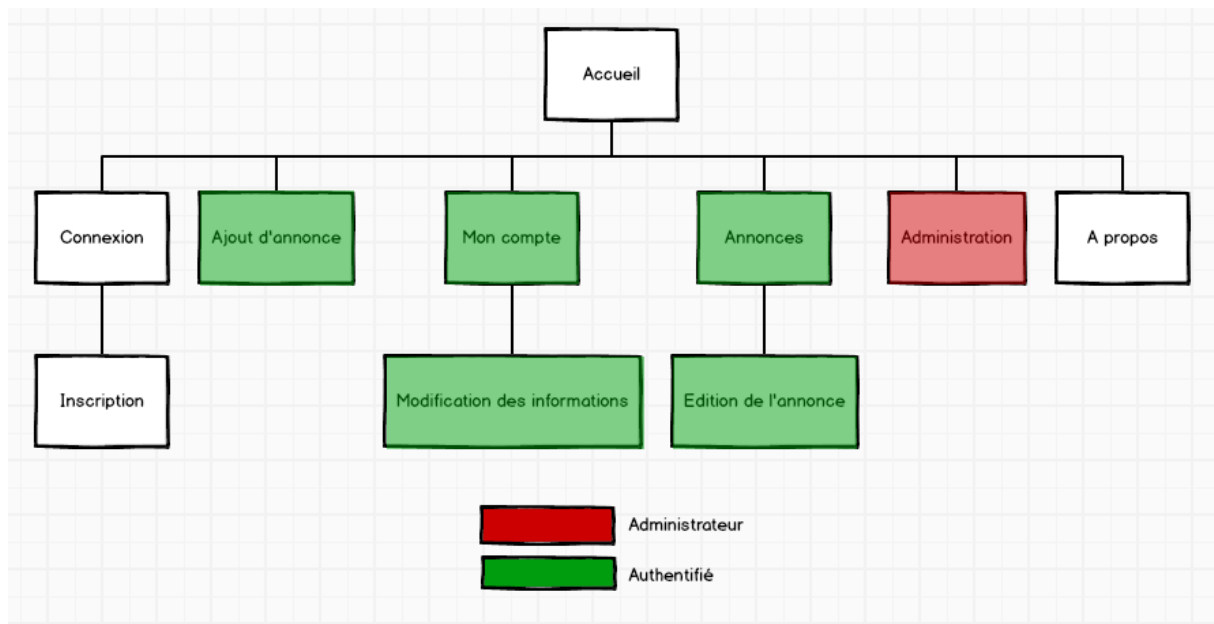 Accueil
Connexion
Ajout d'annonce
Mon compte
Annonces
Administration
A propos
Inscription
Modification des informations
Edition de l'annonce
Administrateur
Authentifié